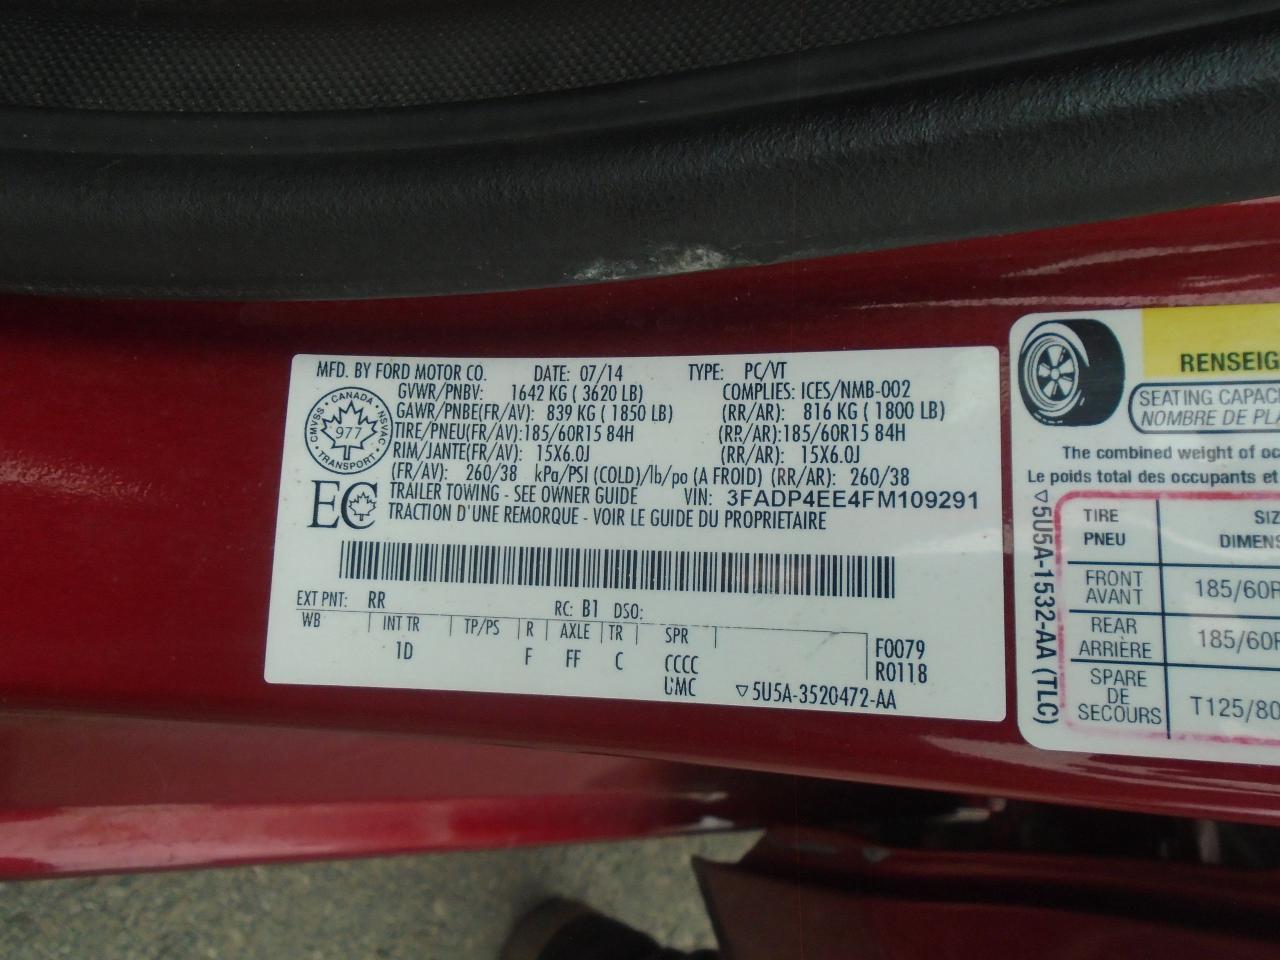 MFD. BY FORD MOTOR CO. DATE: 07/14 TYPE: PC/VT
GVWR/PNBV: 1642 KG ( 3620 LB) COMPLIES: ICES/NMB-002
GAWR/PNBE(FR/AV): 839 KG ( 1850 LB) (RR/AR): 816 KG ( 1800 LB)
TIRE/PNEU(FR/AV): 185/60R15 84H (RR/AR): 185/60R15 84H
RIM/JANTE(FR/AV): 15X6.0J (RR/AR): 15X6.0J
(FR/AV): 260/38 kPa/PSI (COLD)/lb/po (A FROID) (RR/AR): 260/38
TRAILER TOWING - SEE OWNER GUIDE VIN: 3FADP4EE4FM109291
TRACTION D'UNE REMORQUE - VOIR LE GUIDE DU PROPRIETAIRE
CANADA
CMVSS
NSVAC
977
TRANSPORT
EC
EXT PNT: RR RC: B1 DSO:
WB INT TR TP/PS R AXLE TR SPR
1D F FF C CCCC
UMC
F0079
R0118
▽5U5A-3520472-AA
RENSEIG
SEATING CAPAC
NOMBRE DE PLA
The combined weight of oc
Le poids total des occupants et
▽5U5A-1532-AA (TLC)
TIRE SIZ
PNEU DIMENS
FRONT
AVANT 185/60R
REAR
ARRIÈRE 185/60R
SPARE
DE
SECOURS T125/80